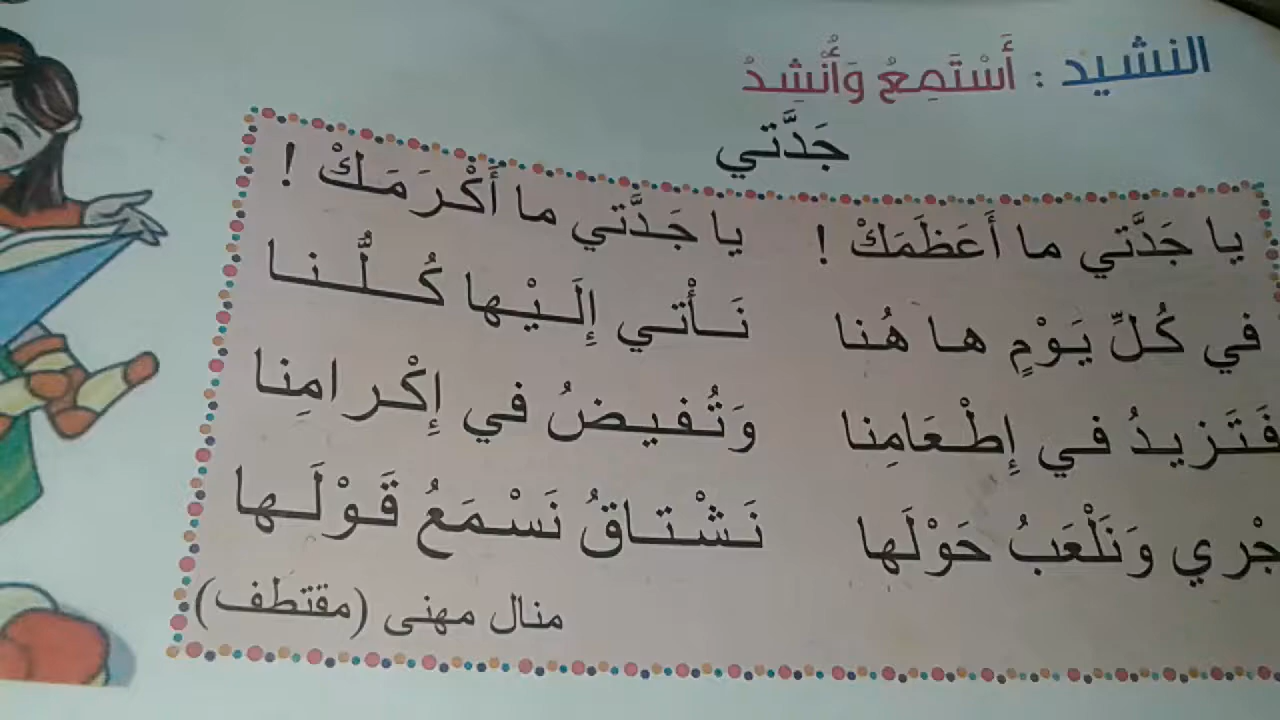 النشيد : أَسْتَمِعُ وَأُنْشِدُ
جَدَّتي
يا جَدَّتي ما أَعَظَمَكْ ! يا جَدَّتي ما أَكْرَمَكْ !
في كُلِّ يَوْمٍ ها هُنا نَأْتي إِلَيْها كُلُّنا
فَتَزيدُ في إِطْعَامِنا وَتُفيضُ في إِكْرامِنا
جْري وَنَلْعَبُ حَوْلَها نَشْتاقُ نَسْمَعُ قَوْلَها
منال مهنى (مقتطف)